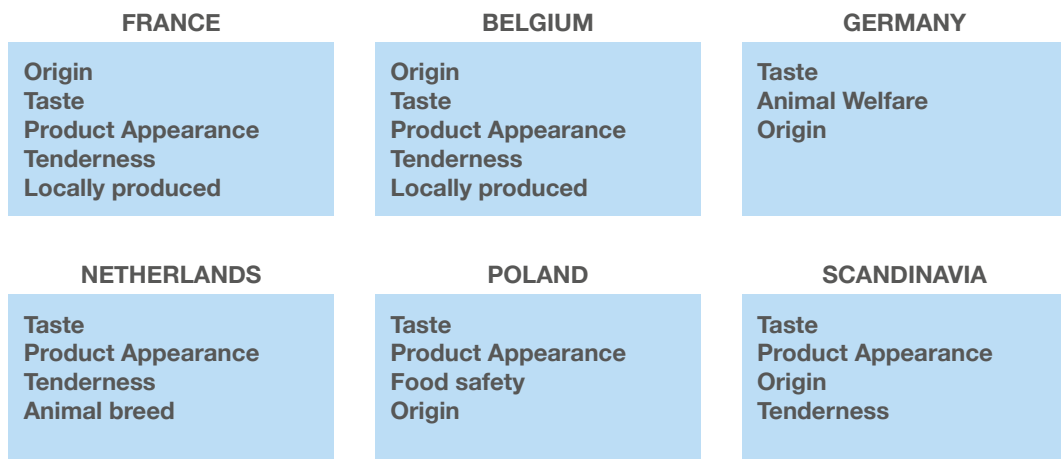 FRANCE
Origin
Taste
Product Appearance
Tenderness
Locally produced
BELGIUM
Origin
Taste
Product Appearance
Tenderness
Locally produced
GERMANY
Taste
Animal Welfare
Origin
NETHERLANDS
Taste
Product Appearance
Tenderness
Animal breed
POLAND
Taste
Product Appearance
Food safety
Origin
SCANDINAVIA
Taste
Product Appearance
Origin
Tenderness